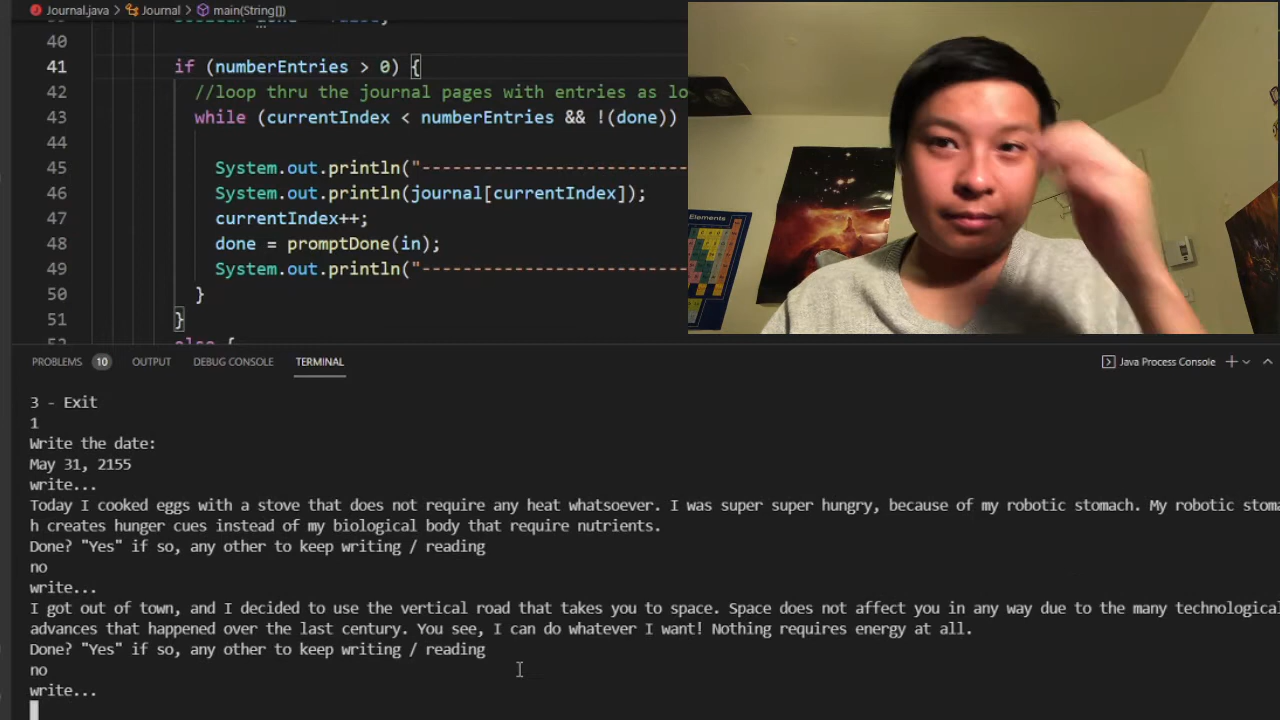 Journal.java > Journal > main(String[])
40
41 if (numberEntries > 0) {
42 //loop thru the journal pages with entries as lo
43 while (currentIndex < numberEntries && !(done))
44
45 System.out.println("--------------------------
46 System.out.println(journal[currentIndex]);
47 currentIndex++;
48 done = promptDone(in);
49 System.out.println("--------------------------
50 }
51 }
else {
Elements
PROBLEMS 10 OUTPUT DEBUG CONSOLE TERMINAL Java Process Console
3 - Exit
1
Write the date:
May 31, 2155
write...
Today I cooked eggs with a stove that does not require any heat whatsoever. I was super super hungry, because of my robotic stomach. My robotic stoma
h creates hunger cues instead of my biological body that require nutrients.
Done? "Yes" if so, any other to keep writing / reading
no
write...
I got out of town, and I decided to use the vertical road that takes you to space. Space does not affect you in any way due to the many technological
advances that happened over the last century. You see, I can do whatever I want! Nothing requires energy at all.
Done? "Yes" if so, any other to keep writing / reading
no
write...